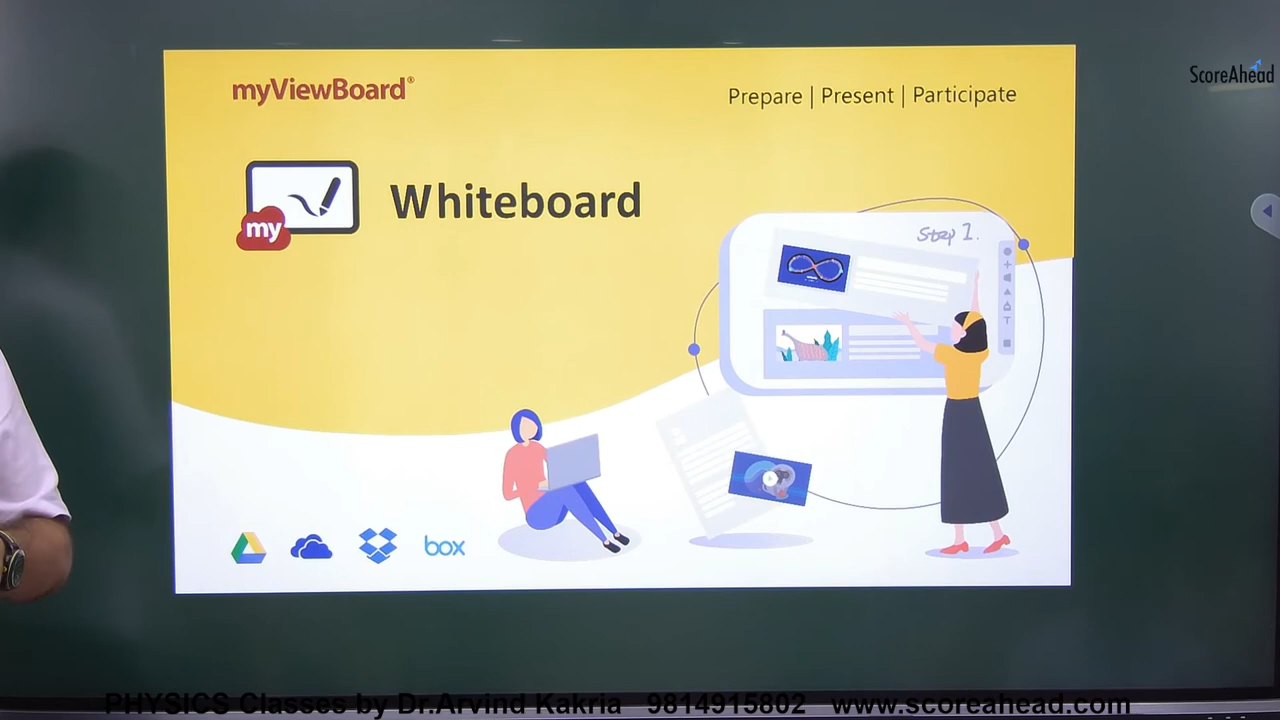 myViewBoard®
Prepare | Present | Participate
ScoreAhead
my
Whiteboard
Step 1.
T
box
PHYSICS Classes by Dr.Arvind Kakria 9814915802 www.scoreahead.com